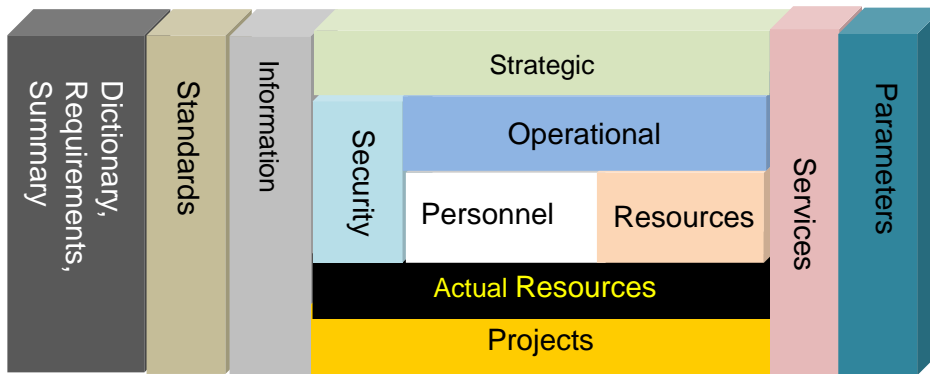 Dictionary,
Requirements,
Summary
Standards
Information
Strategic
Security
Operational
Personnel
Resources
Actual Resources
Projects
Services
Parameters